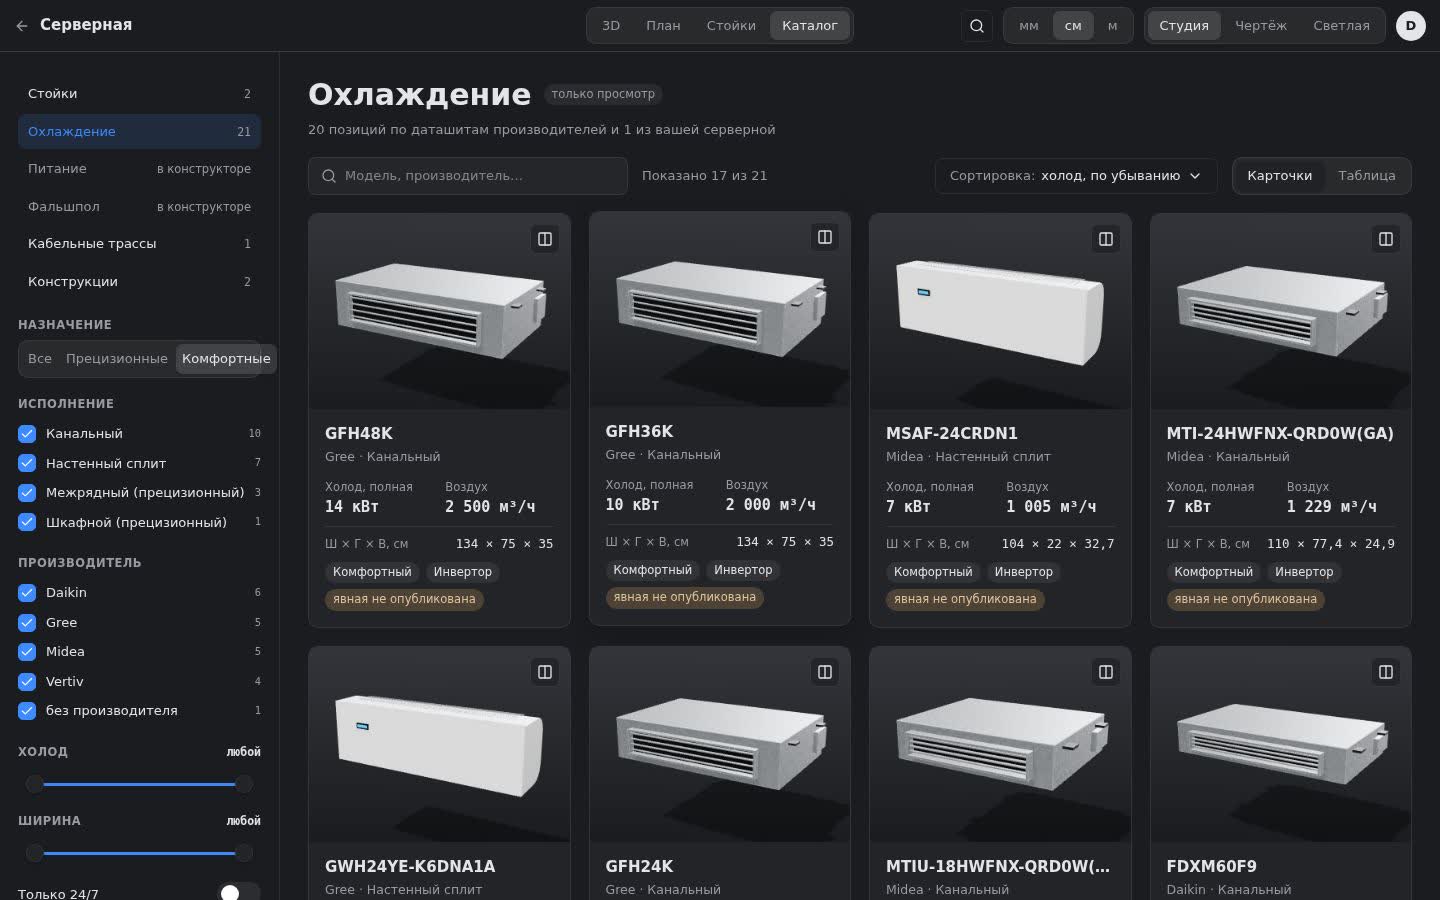 Серверная
3D План Стойки Каталог
мм см м
Студия Чертёж Светлая
D
Стойки 2
Охлаждение 21
Питание в конструкторе
Фальшпол в конструкторе
Кабельные трассы 1
Конструкции 2
НАЗНАЧЕНИЕ
Все Прецизионные Комфортные
ИСПОЛНЕНИЕ
Канальный 10
Настенный сплит 7
Межрядный (прецизионный) 3
Шкафной (прецизионный) 1
ПРОИЗВОДИТЕЛЬ
Daikin 6
Gree 5
Midea 5
Vertiv 4
без производителя 1
ХОЛОД любой
ШИРИНА любой
Только 24/7
Охлаждение только просмотр
20 позиций по даташитам производителей и 1 из вашей серверной
Модель, производитель...
Показано 17 из 21
Сортировка: холод, по убыванию
Карточки Таблица
GFH48K
Gree · Канальный
Холод, полная Воздух
14 кВт 2 500 м³/ч
Ш × Г × В, см 134 × 75 × 35
Комфортный Инвертор
явная не опубликована
GFH36K
Gree · Канальный
Холод, полная Воздух
10 кВт 2 000 м³/ч
Ш × Г × В, см 134 × 75 × 35
Комфортный Инвертор
явная не опубликована
MSAF-24CRDN1
Midea · Настенный сплит
Холод, полная Воздух
7 кВт 1 005 м³/ч
Ш × Г × В, см 104 × 22 × 32,7
Комфортный Инвертор
явная не опубликована
MTI-24HWFNX-QRD0W(GA)
Midea · Канальный
Холод, полная Воздух
7 кВт 1 229 м³/ч
Ш × Г × В, см 110 × 77,4 × 24,9
Комфортный Инвертор
явная не опубликована
GWH24YE-K6DNA1A
Gree · Настенный сплит
GFH24K
Gree · Канальный
MTIU-18HWFNX-QRD0W(...
Midea · Канальный
FDXM60F9
Daikin · Канальный